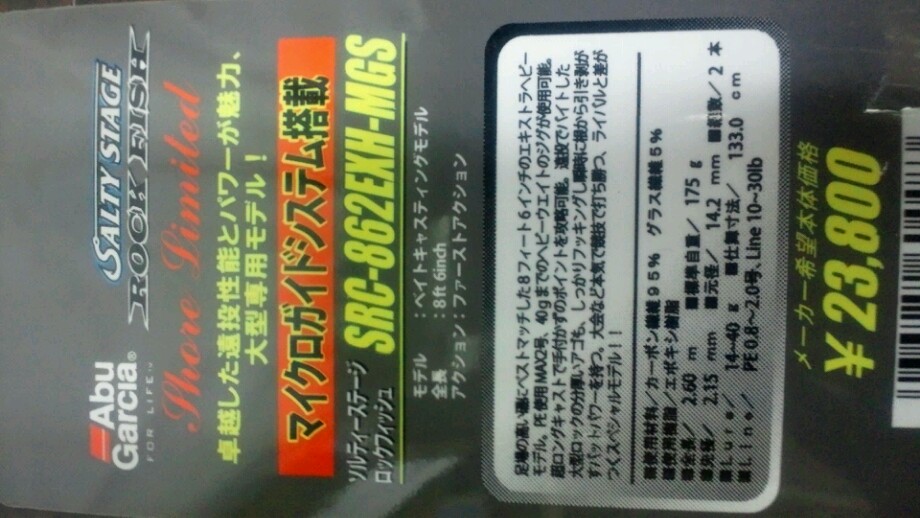 Abu
Garcia®
FOR LIFE™
SALTY STAGE
ROCK FISH
Shore Limited
卓越した遠投性能とパワーが魅力、
大型専用モデル!
マイクロガイドシステム搭載
ソルティーステージ
ロックフィッシュ
SRC-862EXH-MGS
モデル :ベイトキャスティングモデル
全長 :8ft 6inch
アクション:ファーストアクション
足場の高い磯にベストマッチした8フィート6インチのエキストラヘビー
モデル。PE使用MAX2号、40gまでのヘビーウエイトのジグが使用可能。
超ロングキャストで手付かずのポイントを攻略可能。遠投でバイトした
大型ロックの分厚いアゴも、しっかりフッキングし瞬時に根から引き剥が
すバットパワーを持つ。大会など本気で競技で打ち勝つ、ライバルと差が
つくスペシャルモデル!!
■使用材料/カーボン繊維95% グラス繊維5%
■使用樹脂/エポキシ樹脂 ■標準自重/ 175 g
■全長/ 2.60 m ■元径/ 14.2 mm ■継数/ 2 本
■先径/ 2.15 mm ■仕舞寸法/ 133.0 cm
■Lure/ 14-40 g
■Line/ PE 0.8~2.0号、Line 10~30lb
メーカー希望本体価格
¥23,800